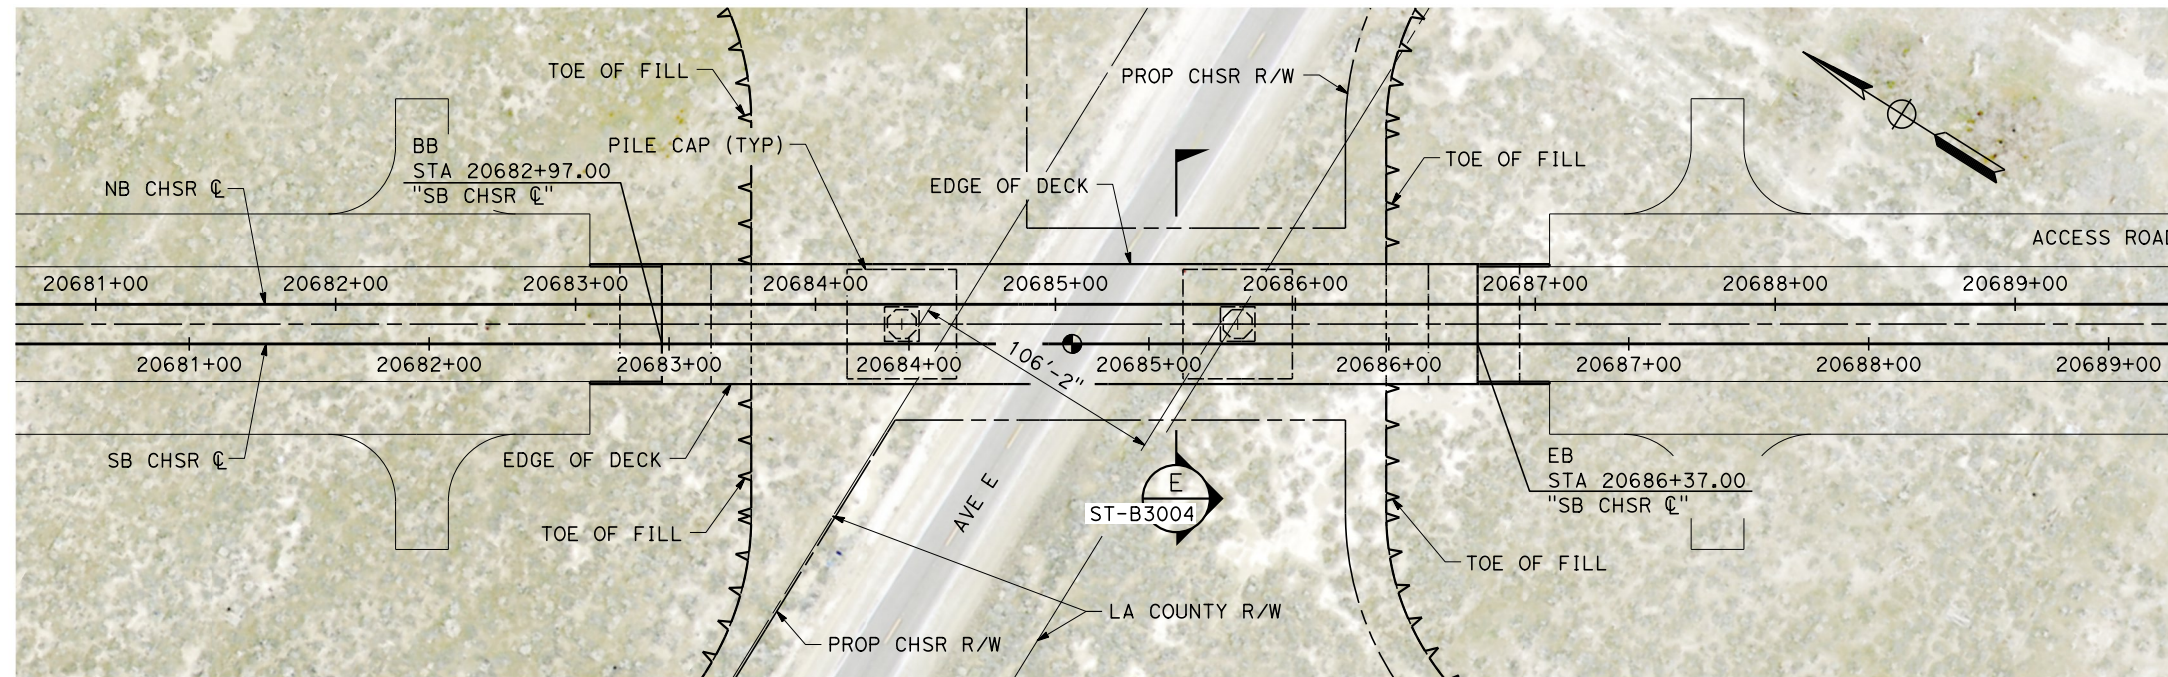 TOE OF FILL
PROP CHSR R/W
BB
STA 20682+97.00
"SB CHSR ℄"
PILE CAP (TYP)
TOE OF FILL
NB CHSR ℄
EDGE OF DECK
ACCESS ROAD
20681+00 20682+00 20683+00 20684+00 20685+00 20686+00 20687+00 20688+00 20689+00
106'-2"
20681+00 20682+00 20683+00 20684+00 20685+00 20686+00 20687+00 20688+00 20689+00
SB CHSR ℄
EDGE OF DECK
EB
STA 20686+37.00
"SB CHSR ℄"
AVE E
E
ST-B3004
TOE OF FILL
TOE OF FILL
LA COUNTY R/W
PROP CHSR R/W